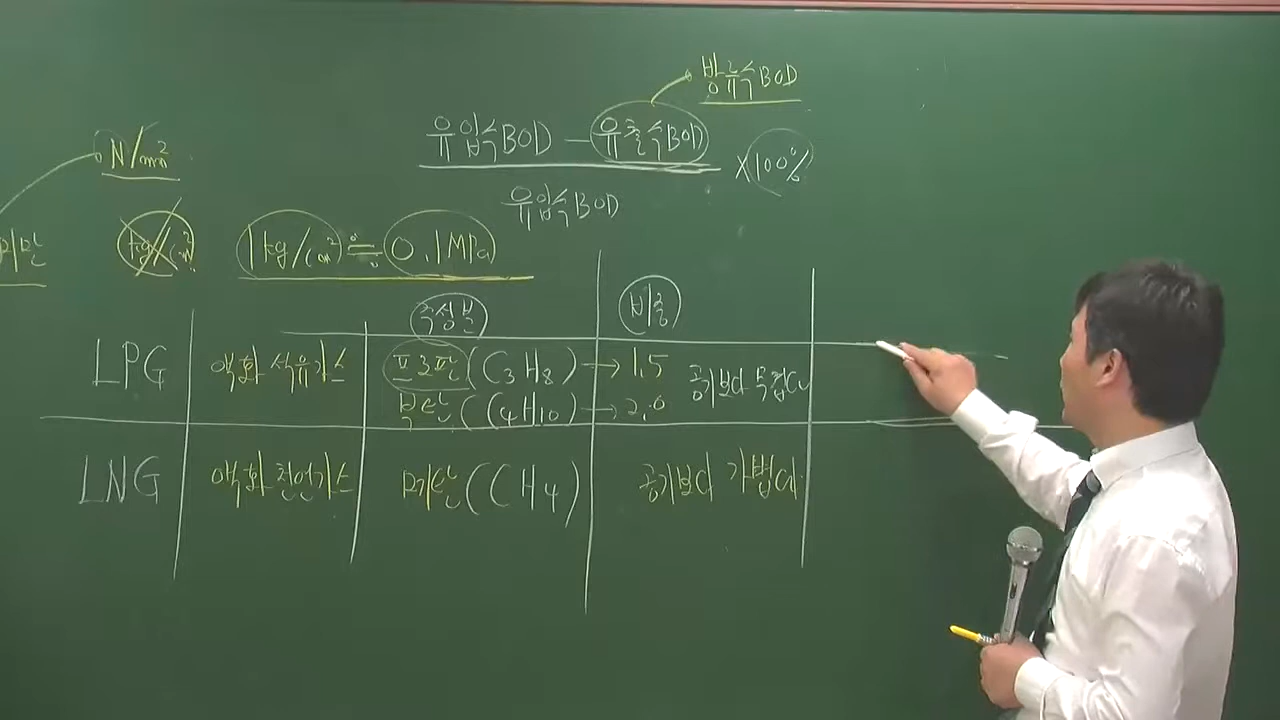 방류수BOD
유입수BOD - 유출수BOD
X100%
유입수BOD
N/mm²
kg/cm²
1kg/cm² ≒ 0.1MPa
미만
주성분 비중
LPG 액화 석유가스 프로판 (C3H8) → 1.5
부탄 (C4H10) → 2.0 공기보다 무겁다
LNG 액화 천연가스 메탄 (CH4) 공기보다 가볍다